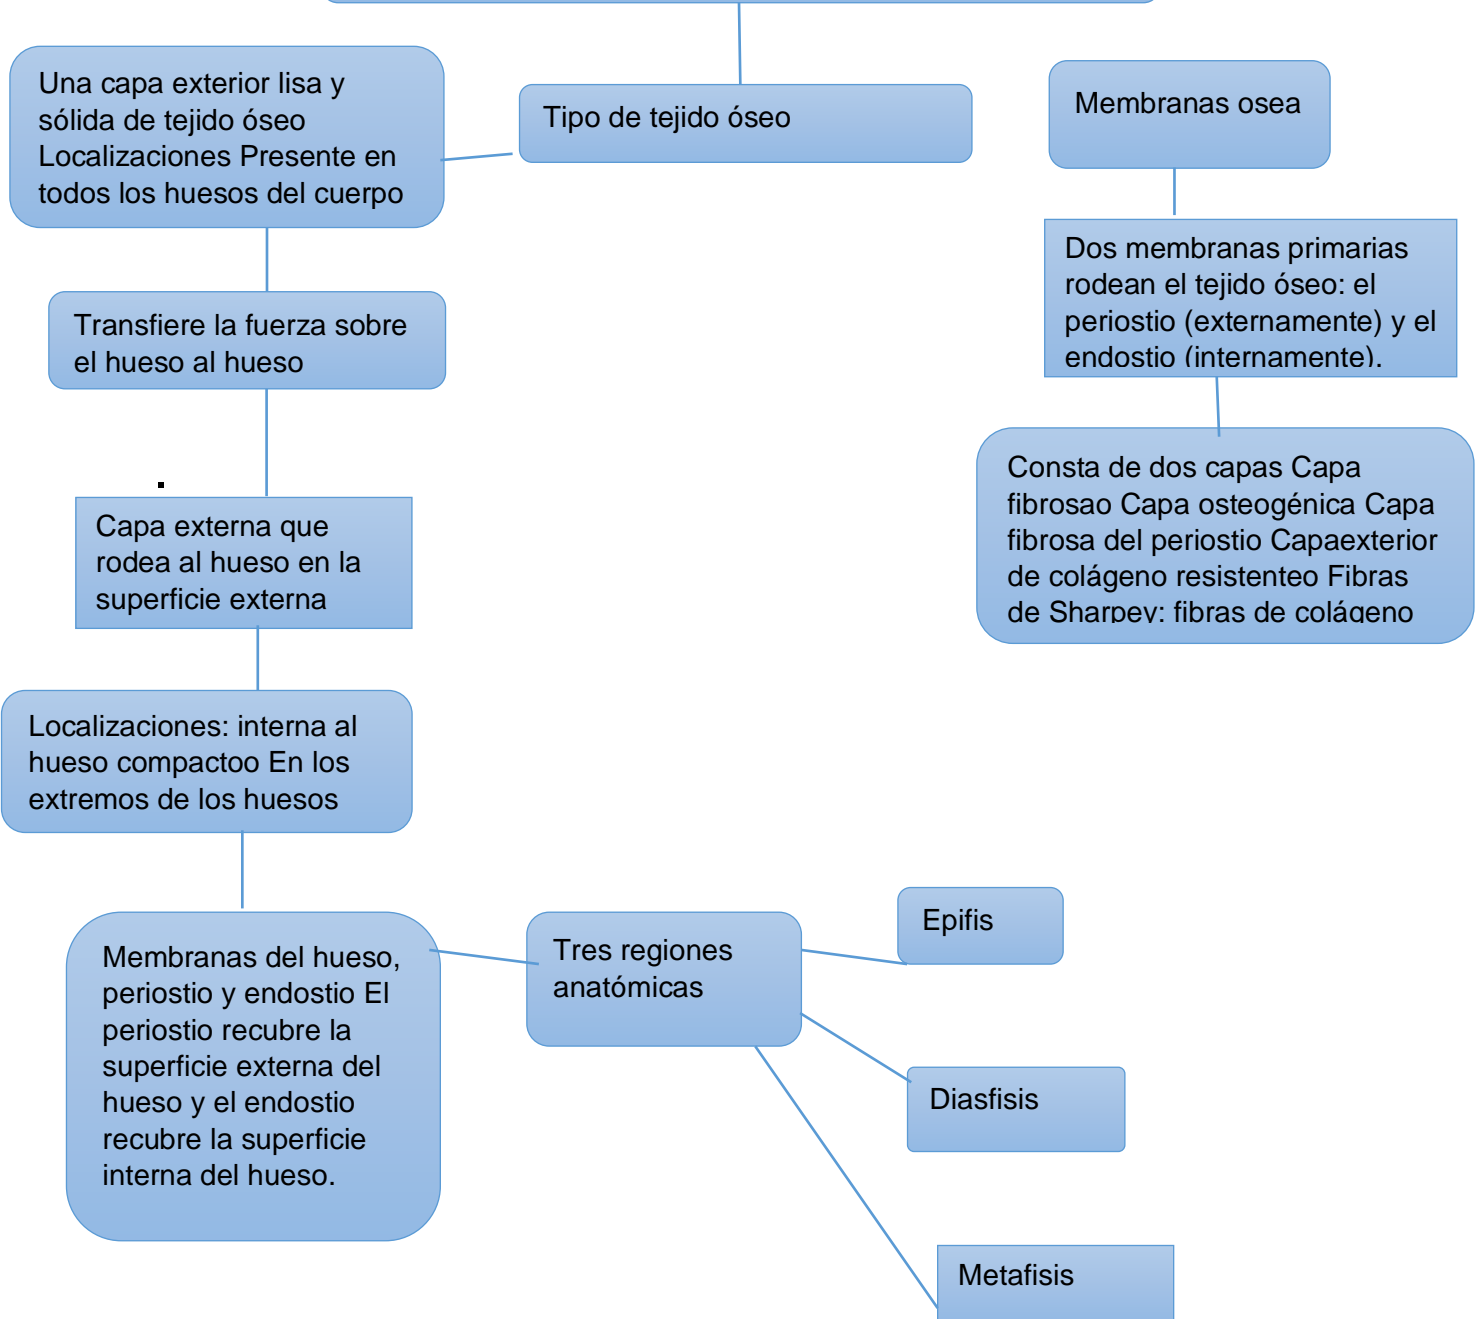 Una capa exterior lisa y
sólida de tejido óseo
Localizaciones Presente en
todos los huesos del cuerpo
Tipo de tejido óseo
Membranas osea
Dos membranas primarias
rodean el tejido óseo: el
periostio (externamente) y el
endostio (internamente).
Transfiere la fuerza sobre
el hueso al hueso
Consta de dos capas Capa
fibrosao Capa osteogénica Capa
fibrosa del periostio Capaexterior
de colágeno resistenteo Fibras
de Sharpey: fibras de colágeno
Capa externa que
rodea al hueso en la
superficie externa
Localizaciones: interna al
hueso compactoo En los
extremos de los huesos
Membranas del hueso,
periostio y endostio El
periostio recubre la
superficie externa del
hueso y el endostio
recubre la superficie
interna del hueso.
Tres regiones
anatómicas
Epifis
Diasfisis
Metafisis